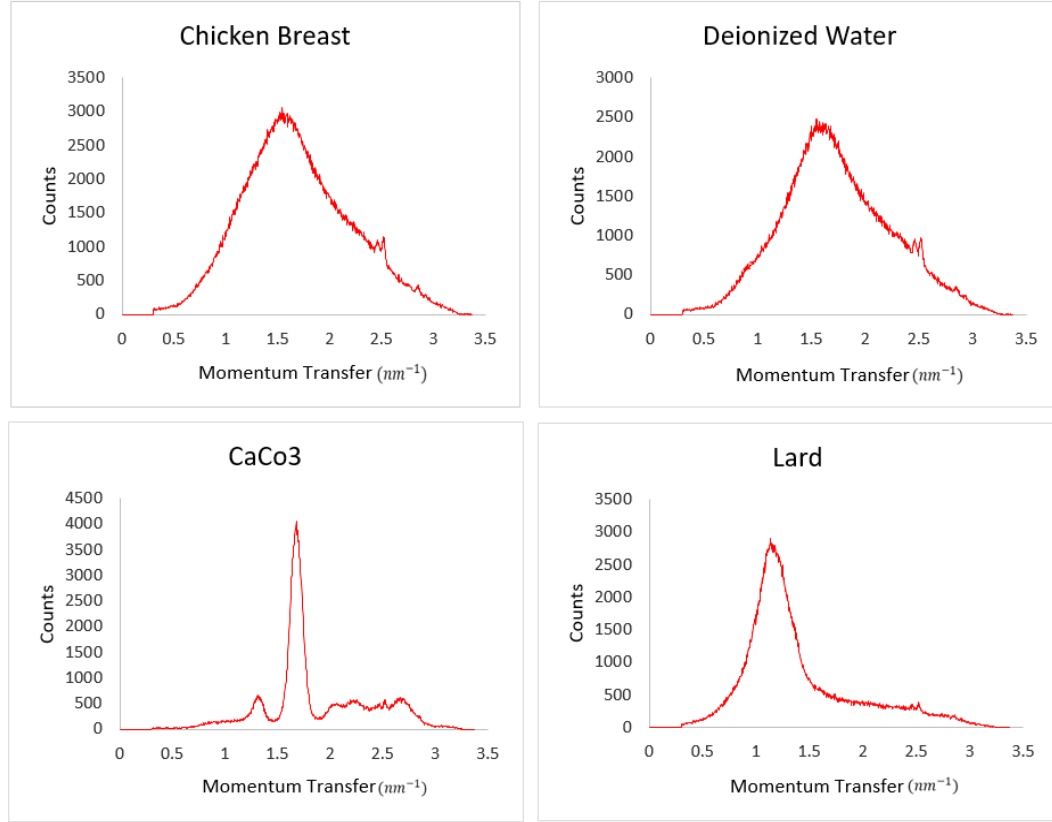 Chicken Breast
3500
3000
2500
2000
1500
1000
500
0
Counts
0 0.5 1 1.5 2 2.5 3 3.5
Momentum Transfer (nm⁻¹)
Deionized Water
3000
2500
2000
1500
1000
500
0
Counts
0 0.5 1 1.5 2 2.5 3 3.5
Momentum Transfer (nm⁻¹)
CaCo3
4500
4000
3500
3000
2500
2000
1500
1000
500
0
Counts
0 0.5 1 1.5 2 2.5 3 3.5
Momentum Transfer (nm⁻¹)
Lard
3500
3000
2500
2000
1500
1000
500
0
Counts
0 0.5 1 1.5 2 2.5 3 3.5
Momentum Transfer (nm⁻¹)